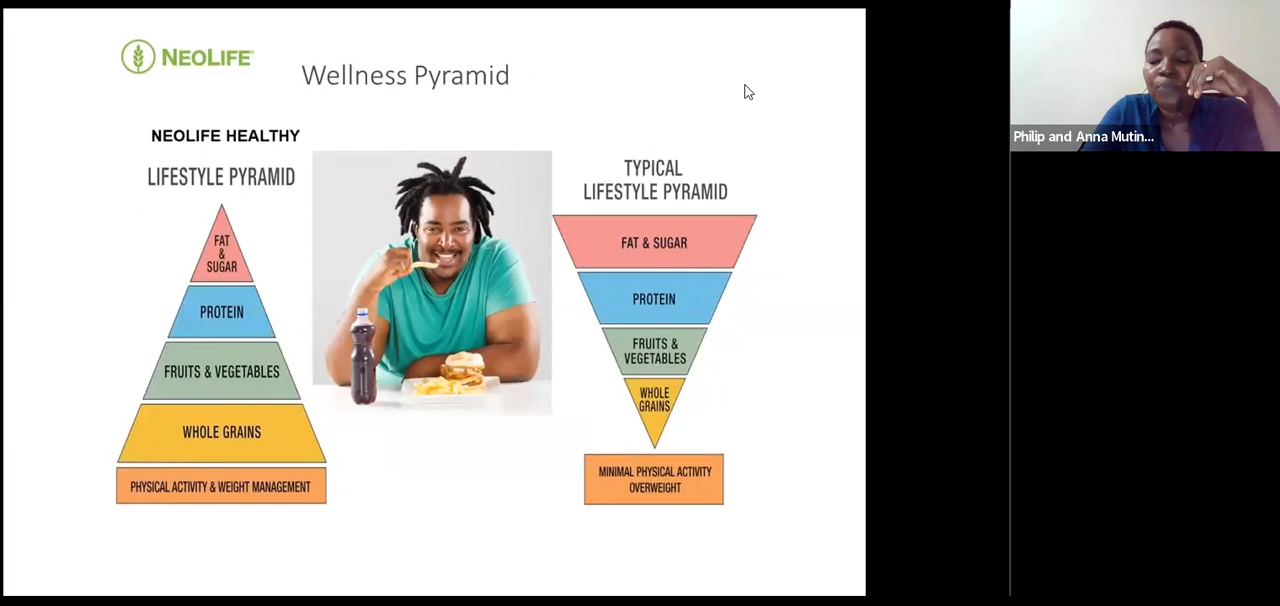 NEOLIFE
Wellness Pyramid
NEOLIFE HEALTHY
LIFESTYLE PYRAMID
FAT
&
SUGAR
PROTEIN
FRUITS & VEGETABLES
WHOLE GRAINS
PHYSICAL ACTIVITY & WEIGHT MANAGEMENT
TYPICAL
LIFESTYLE PYRAMID
FAT & SUGAR
PROTEIN
FRUITS &
VEGETABLES
WHOLE
GRAINS
MINIMAL PHYSICAL ACTIVITY
OVERWEIGHT
Philip and Anna Mutin...